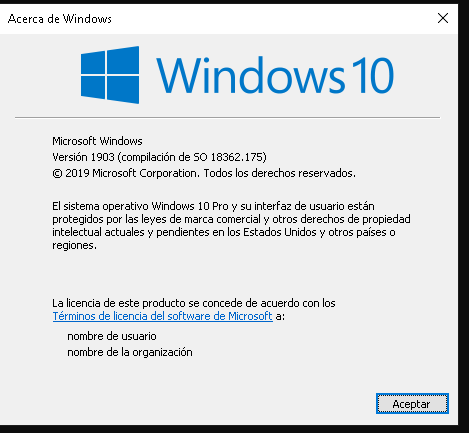 Acerca de Windows
Windows 10
Microsoft Windows
Versión 1903 (compilación de SO 18362.175)
© 2019 Microsoft Corporation. Todos los derechos reservados.
El sistema operativo Windows 10 Pro y su interfaz de usuario están
protegidos por las leyes de marca comercial y otros derechos de propiedad
intelectual actuales y pendientes en los Estados Unidos y otros países o
regiones.
La licencia de este producto se concede de acuerdo con los
Términos de licencia del software de Microsoft a:
nombre de usuario
nombre de la organización
Aceptar